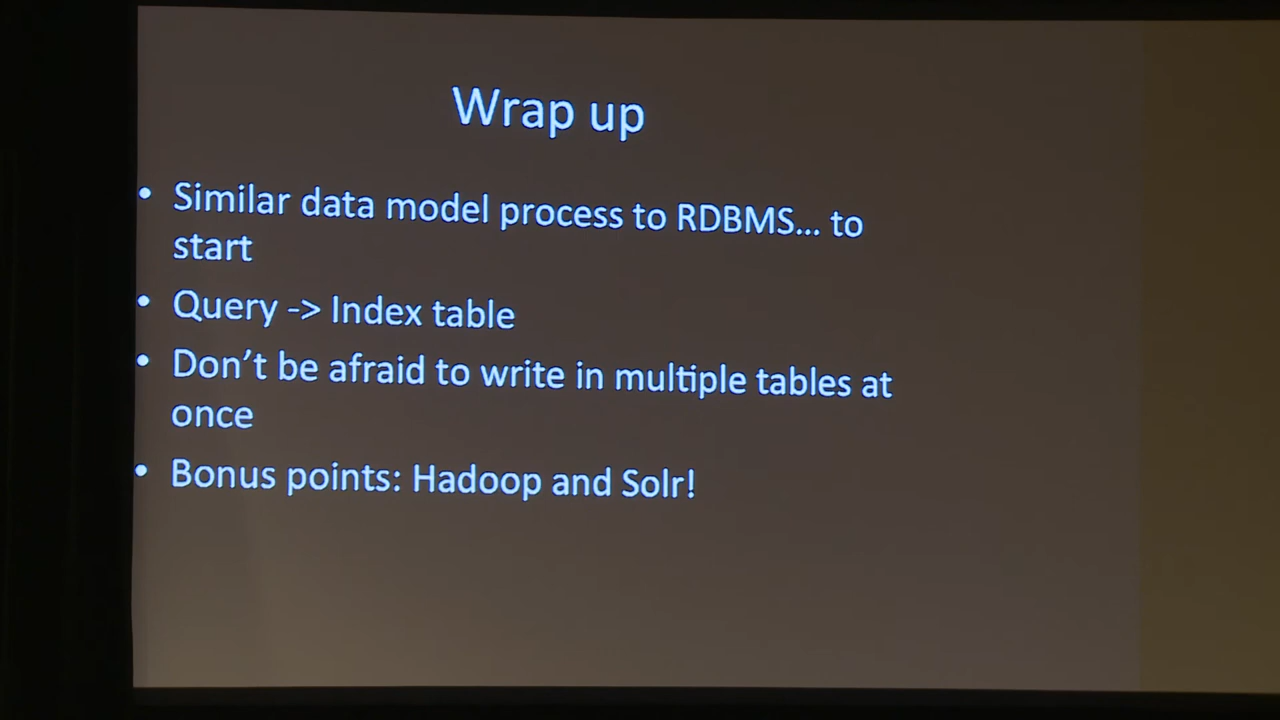 Wrap up
• Similar data model process to RDBMS... to
start
• Query -> Index table
• Don't be afraid to write in multiple tables at
once
• Bonus points: Hadoop and Solr!